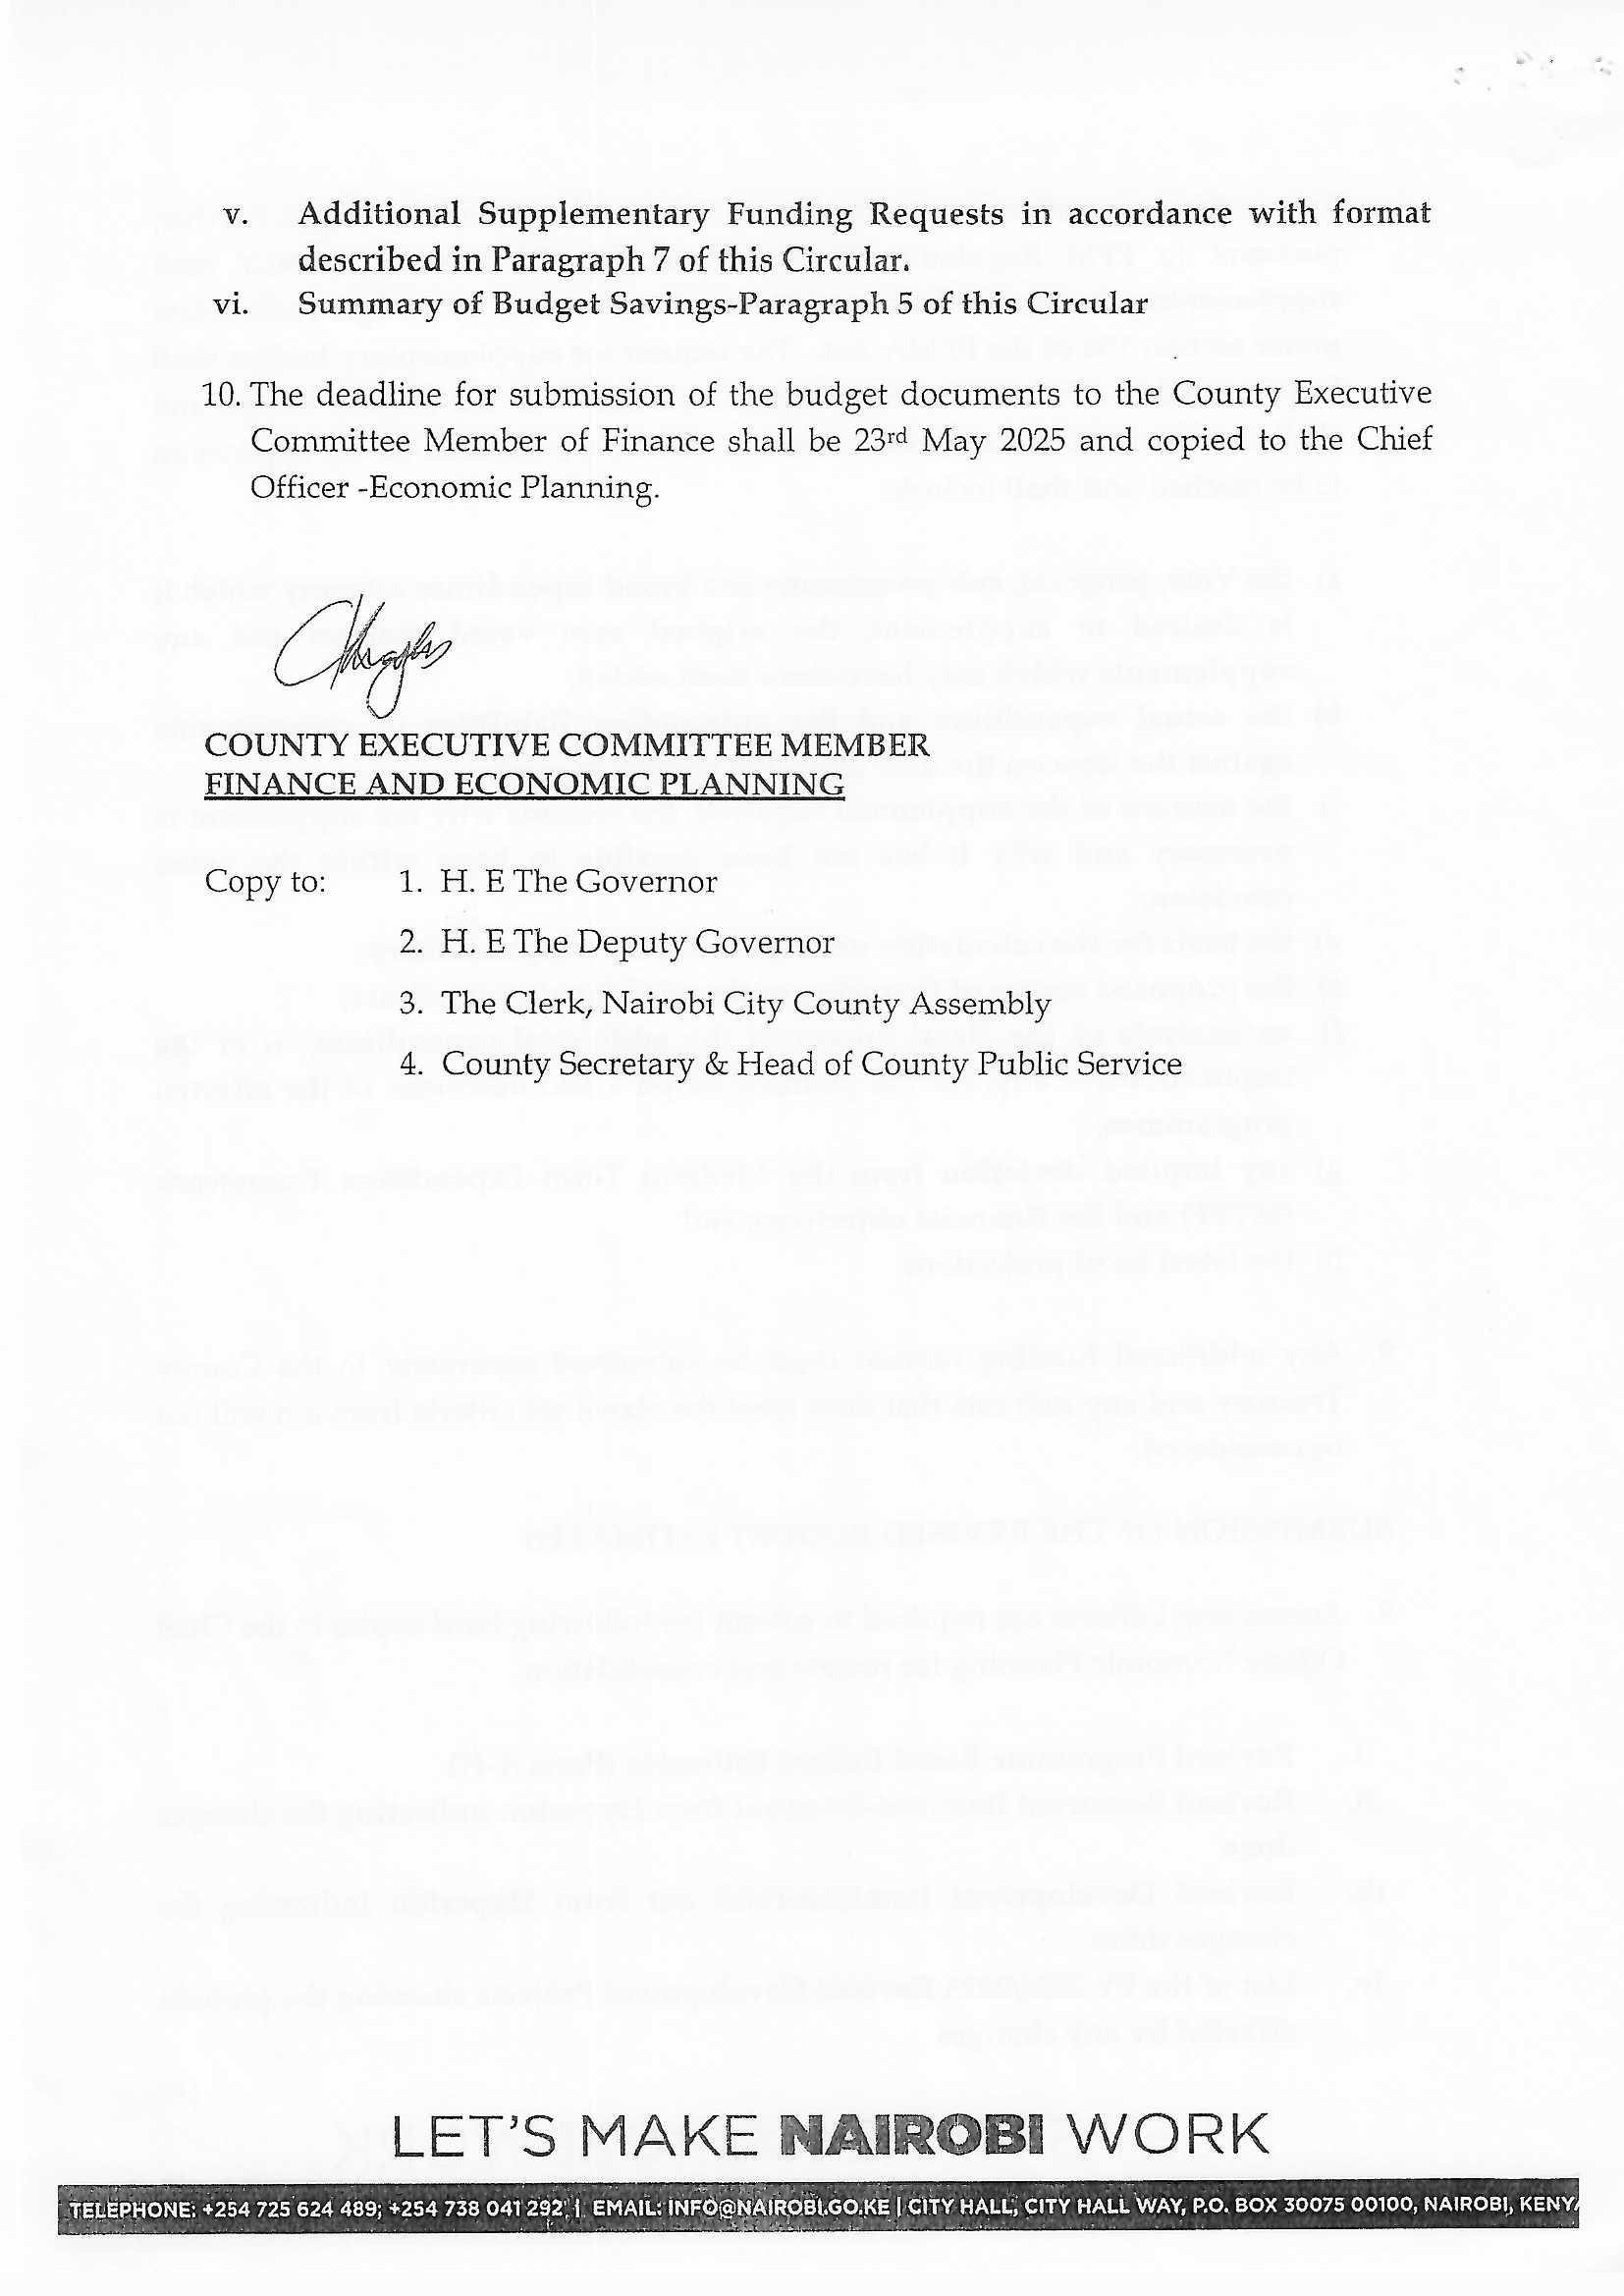 v. Additional Supplementary Funding Requests in accordance with format
described in Paragraph 7 of this Circular.
vi. Summary of Budget Savings-Paragraph 5 of this Circular
10. The deadline for submission of the budget documents to the County Executive
Committee Member of Finance shall be 23rd May 2025 and copied to the Chief
Officer -Economic Planning.
COUNTY EXECUTIVE COMMITTEE MEMBER
FINANCE AND ECONOMIC PLANNING
Copy to: 1. H. E The Governor
2. H. E The Deputy Governor
3. The Clerk, Nairobi City County Assembly
4. County Secretary & Head of County Public Service
LET'S MAKE NAIROBI WORK
TELEPHONE: +254 725 624 489; +254 738 041 292 | EMAIL: INFO@NAIROBI.GO.KE | CITY HALL, CITY HALL WAY, P.O. BOX 30075 00100, NAIROBI, KENYA